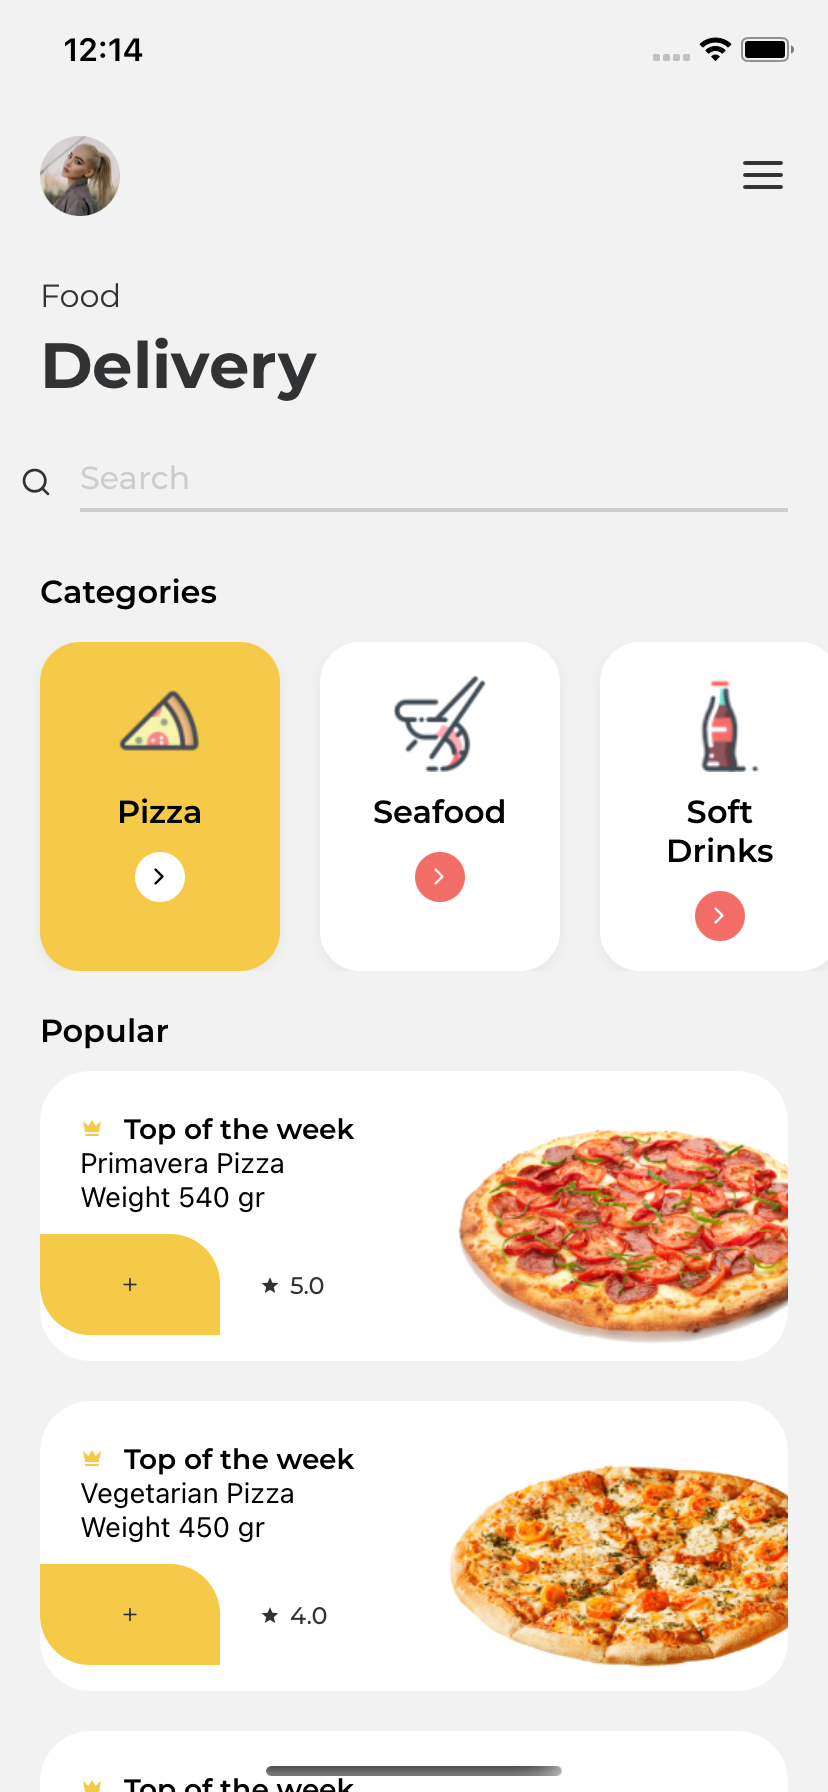 12:14
Food
Delivery
Search
Categories
Pizza
Seafood
Soft
Drinks
Popular
Top of the week
Primavera Pizza
Weight 540 gr
+
5.0
Top of the week
Vegetarian Pizza
Weight 450 gr
+
4.0
Top of the week